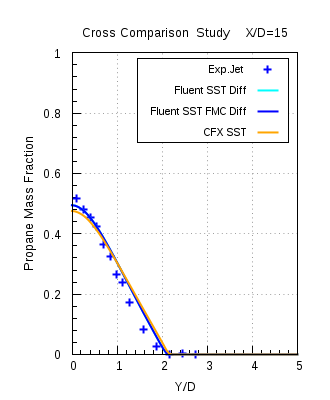 Cross Comparison Study X/D=15
1
Exp.Jet
Fluent SST Diff
0.8
Fluent SST FMC Diff
CFX SST
0.6
Propane Mass Fraction
0.4
0.2
0
0 1 2 3 4 5
Y/D